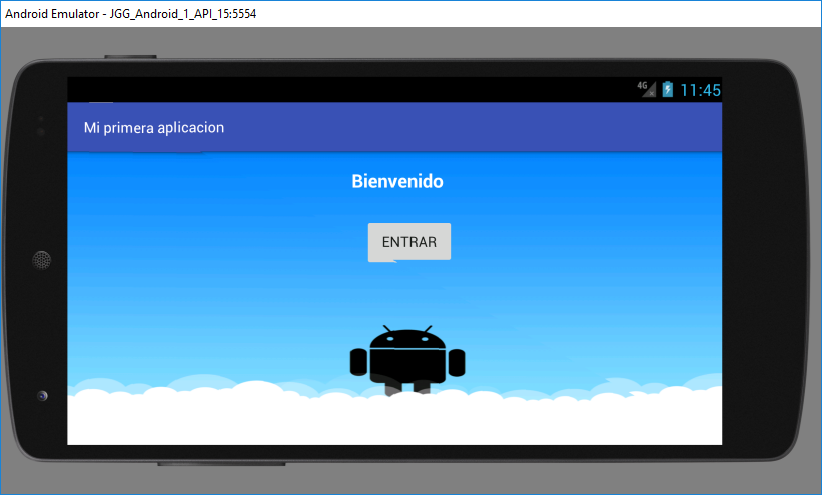 Android Emulator - JGG_Android_1_API_15:5554
4G 11:45
Mi primera aplicacion
Bienvenido
ENTRAR